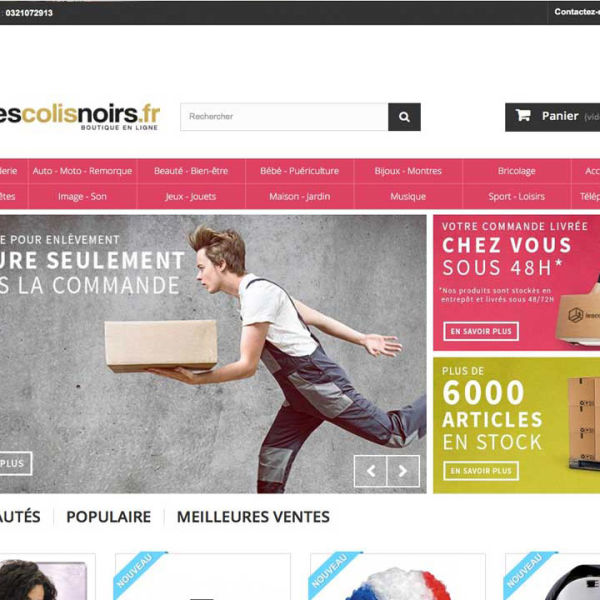 : 0321072913
Contactez-
escolisnoirs.fr
BOUTIQUE EN LIGNE
Rechercher
Panier (vid
lerie
Auto - Moto - Remorque
Beauté - Bien-être
Bébé - Puériculture
Bijoux - Montres
Bricolage
Acc
êtes
Image - Son
Jeux - Jouets
Maison - Jardin
Musique
Sport - Loisirs
Télép
E POUR ENLÈVEMENT
URE SEULEMENT
S LA COMMANDE
PLUS
VOTRE COMMANDE LIVRÉE
CHEZ VOUS
SOUS 48H*
*Nos produits sont stockés en
entrepôt et livrés sous 48/72H
EN SAVOIR PLUS
lesco
PLUS DE
6000
ARTICLES
EN STOCK
EN SAVOIR PLUS
AUTÉS
POPULAIRE
MEILLEURES VENTES
NOUVEAU
NOUVEAU
NOUVEAU